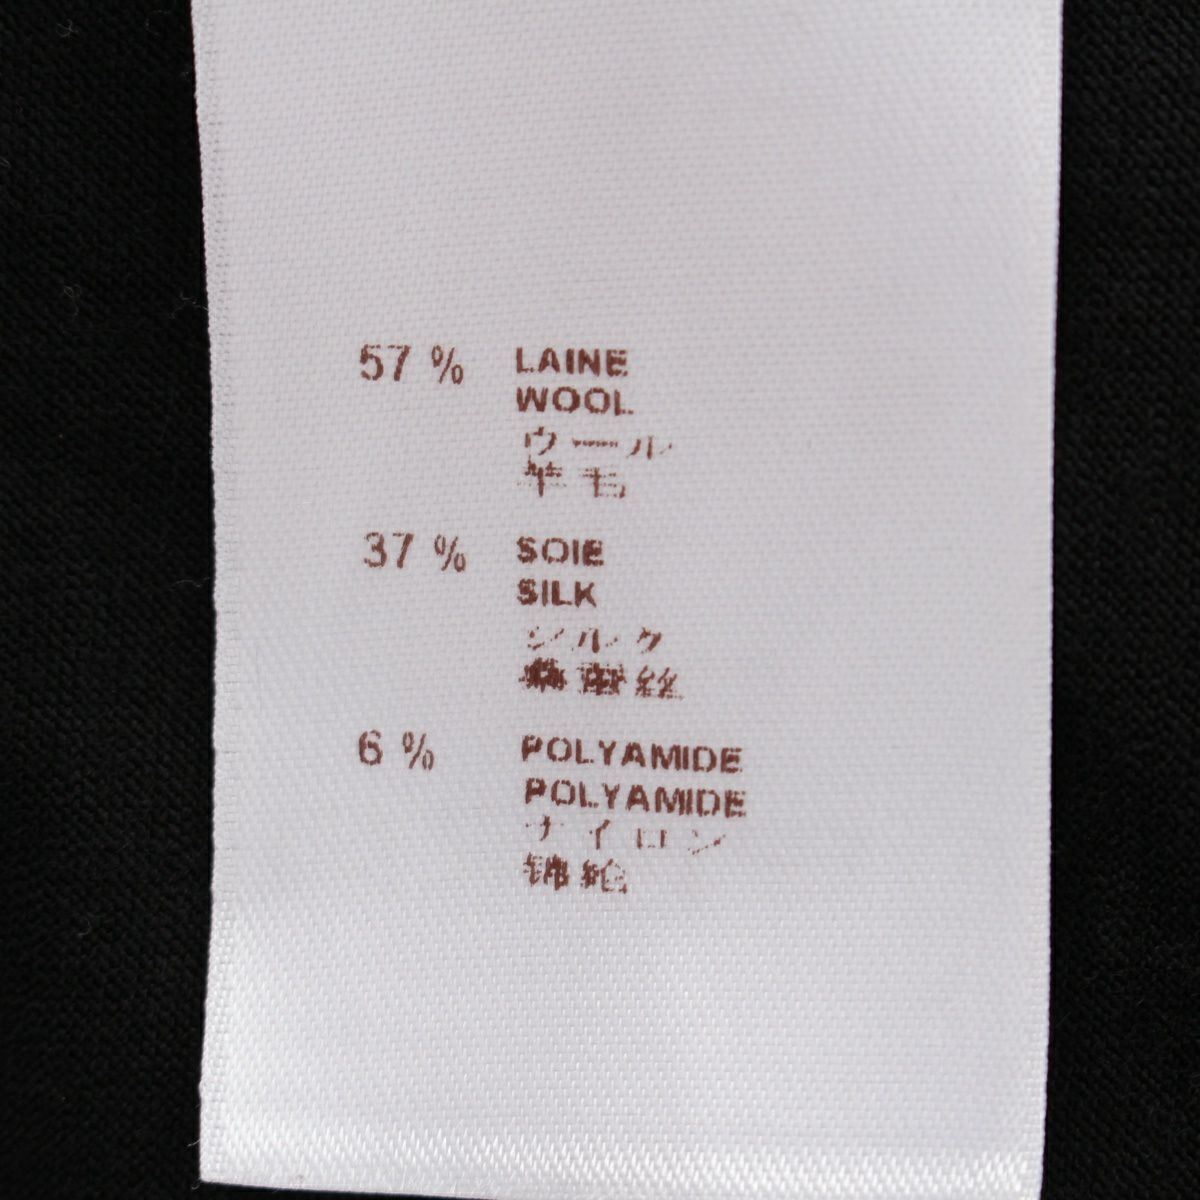 57 % LAINE
WOOL
ウール
羊毛
37 % SOIE
SILK
シルク
桑蚕丝
6 % POLYAMIDE
POLYAMIDE
ナイロン
锦纶